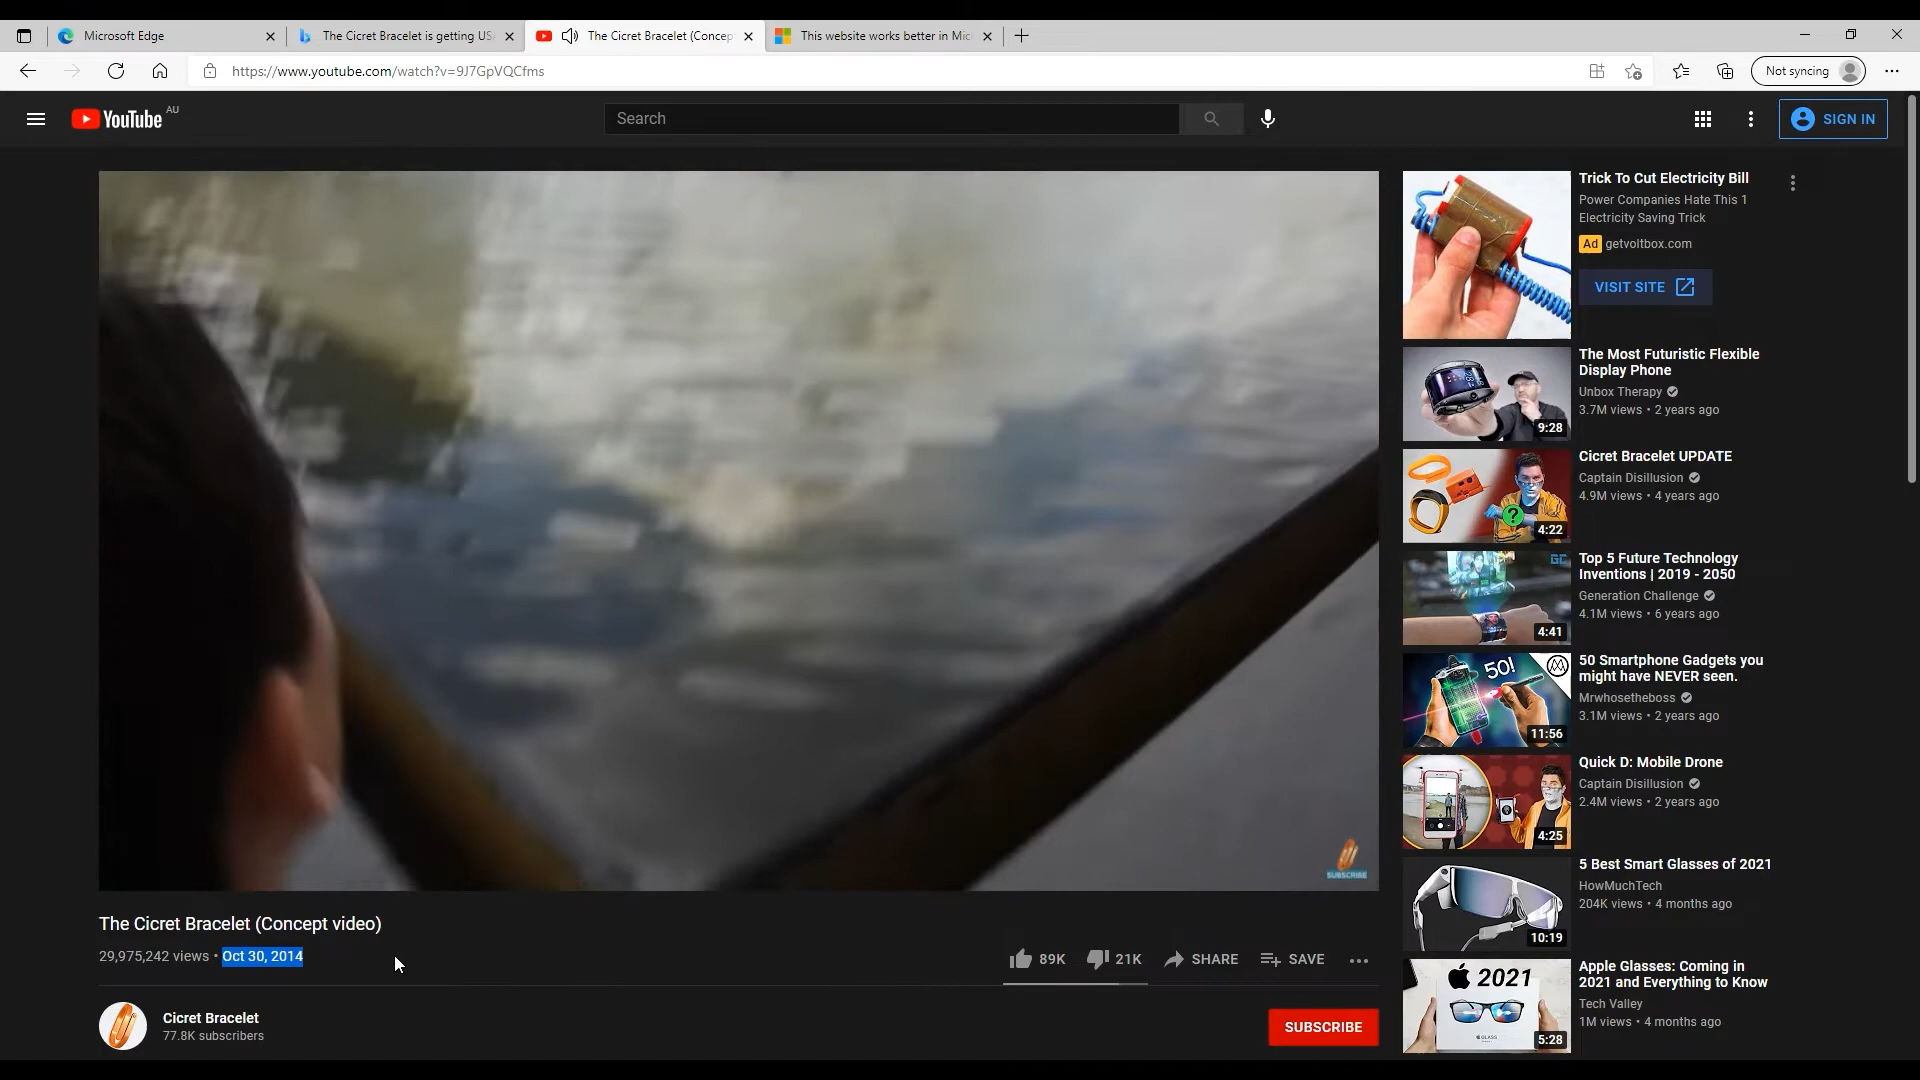 Microsoft Edge
The Cicret Bracelet is getting US
The Cicret Bracelet (Concep
This website works better in Mic
https://www.youtube.com/watch?v=9J7GpVQCfms
Not syncing
YouTube AU
Search
SIGN IN
SUBSCRIBE
The Cicret Bracelet (Concept video)
29,975,242 views • Oct 30, 2014
89K
21K
SHARE
SAVE
Cicret Bracelet
77.8K subscribers
SUBSCRIBE
Trick To Cut Electricity Bill
Power Companies Hate This 1
Electricity Saving Trick
Ad getvoltbox.com
VISIT SITE
9:28
The Most Futuristic Flexible
Display Phone
Unbox Therapy
3.7M views • 2 years ago
?
4:22
Cicret Bracelet UPDATE
Captain Disillusion
4.9M views • 4 years ago
GC
4:41
Top 5 Future Technology
Inventions | 2019 - 2050
Generation Challenge
4.1M views • 6 years ago
50!
11:56
50 Smartphone Gadgets you
might have NEVER seen.
Mrwhosetheboss
3.1M views • 2 years ago
4:25
Quick D: Mobile Drone
Captain Disillusion
2.4M views • 2 years ago
10:19
5 Best Smart Glasses of 2021
HowMuchTech
204K views • 4 months ago
2021
GLASS
5:28
Apple Glasses: Coming in
2021 and Everything to Know
Tech Valley
1M views • 4 months ago